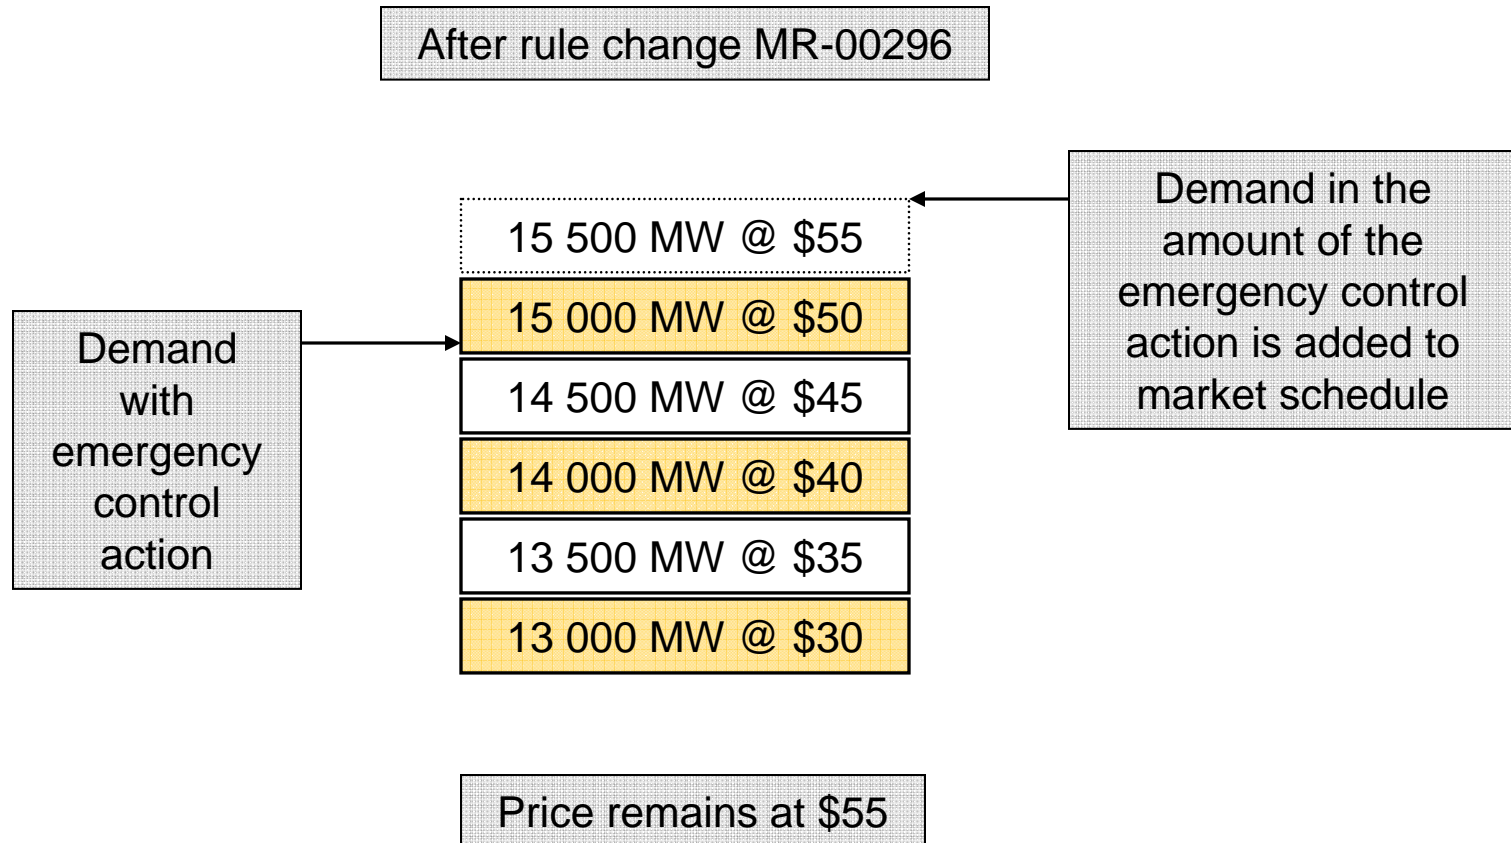 After rule change MR-00296
15 500 MW @ $55
15 000 MW @ $50
14 500 MW @ $45
14 000 MW @ $40
13 500 MW @ $35
13 000 MW @ $30
Demand
with
emergency
control
action
Demand in the
amount of the
emergency control
action is added to
market schedule
Price remains at $55